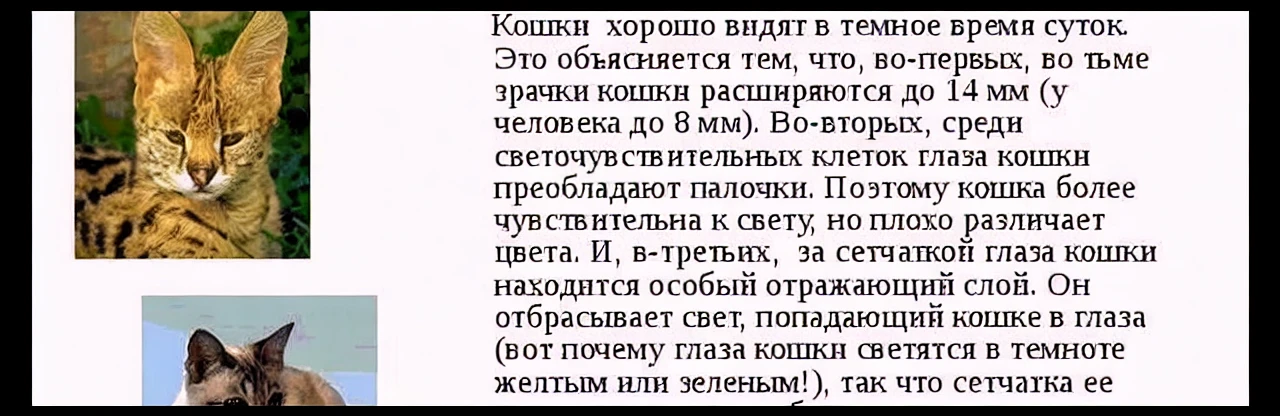 Кошки хорошо видят в темное время суток.
Это объясняется тем, что, во-первых, во тьме
зрачки кошки расширяются до 14 мм (у
человека до 8 мм). Во-вторых, среди
светочувствительных клеток глаза кошки
преобладают палочки. Поэтому кошка более
чувствительна к свету, но плохо различает
цвета. И, в-третьих, за сетчаткой глаза кошки
находится особый отражающий слой. Он
отбрасывает свет, попадающий кошке в глаза
(вот почему глаза кошки светятся в темноте
желтым или зеленым!), так что сетчатка ее